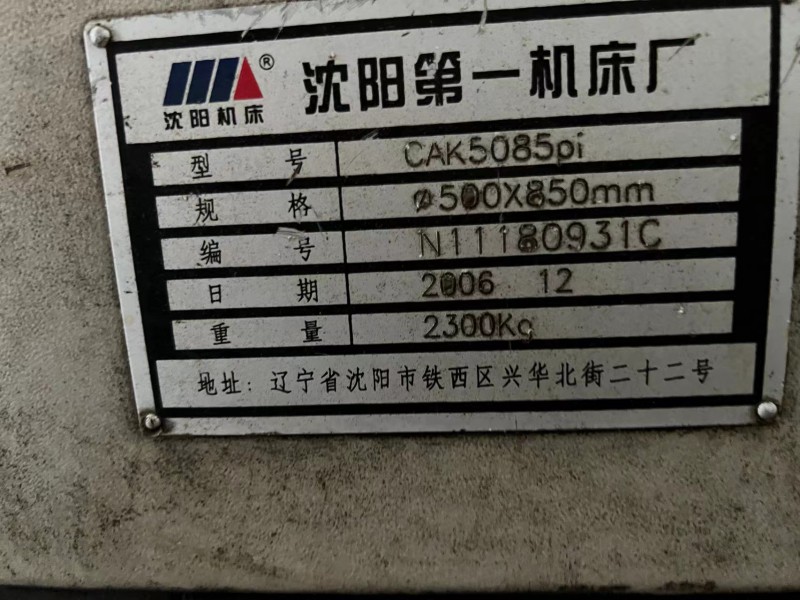 沈阳机床®
沈阳第一机床厂
型号 CAK5085pi
规格 ø500X850mm
编号 N11180931C
日期 2006 12
重量 2300Kg
地址: 辽宁省沈阳市铁西区兴华北街二十二号